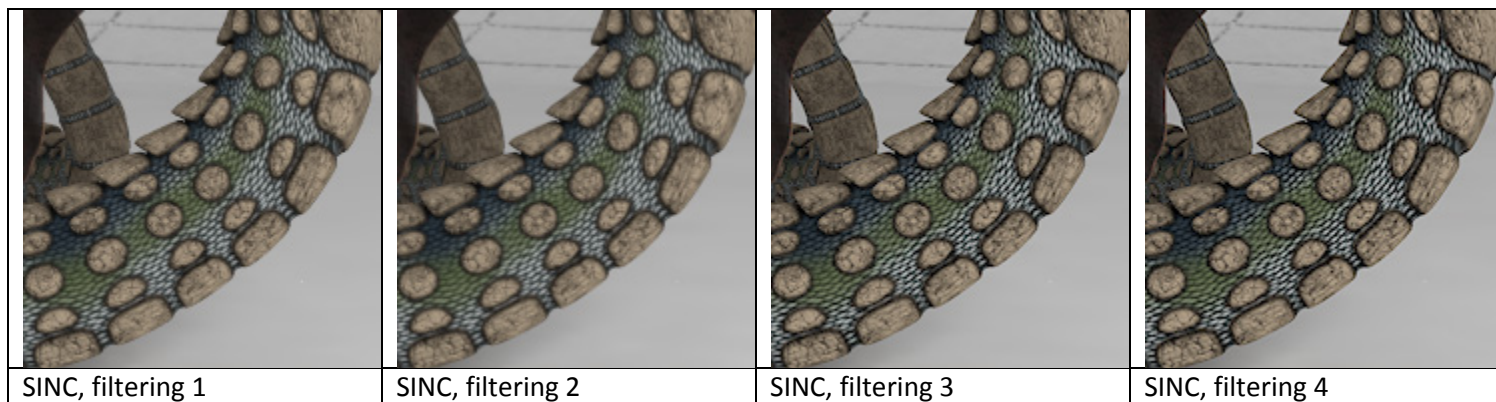 SINC, filtering 1
SINC, filtering 2
SINC, filtering 3
SINC, filtering 4